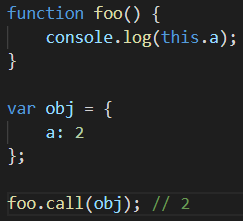 function foo() {
    console.log(this.a);
}

var obj = {
    a: 2
};

foo.call(obj); // 2